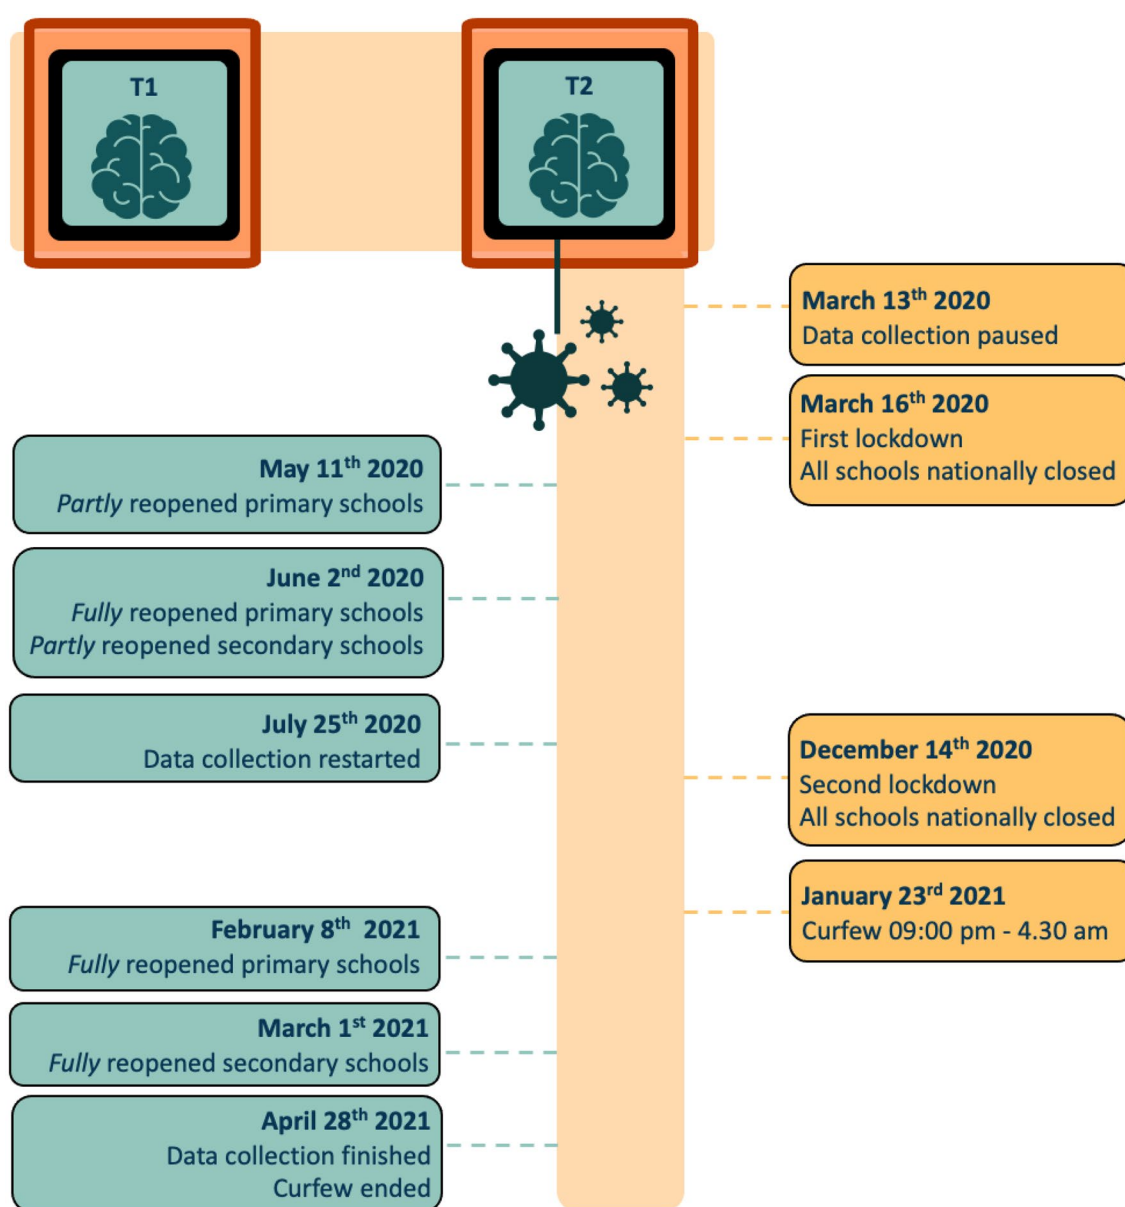 T1
T2
March 13th 2020
Data collection paused
March 16th 2020
First lockdown
All schools nationally closed
May 11th 2020
Partly reopened primary schools
June 2nd 2020
Fully reopened primary schools
Partly reopened secondary schools
July 25th 2020
Data collection restarted
December 14th 2020
Second lockdown
All schools nationally closed
January 23rd 2021
Curfew 09:00 pm - 4.30 am
February 8th 2021
Fully reopened primary schools
March 1st 2021
Fully reopened secondary schools
April 28th 2021
Data collection finished
Curfew ended